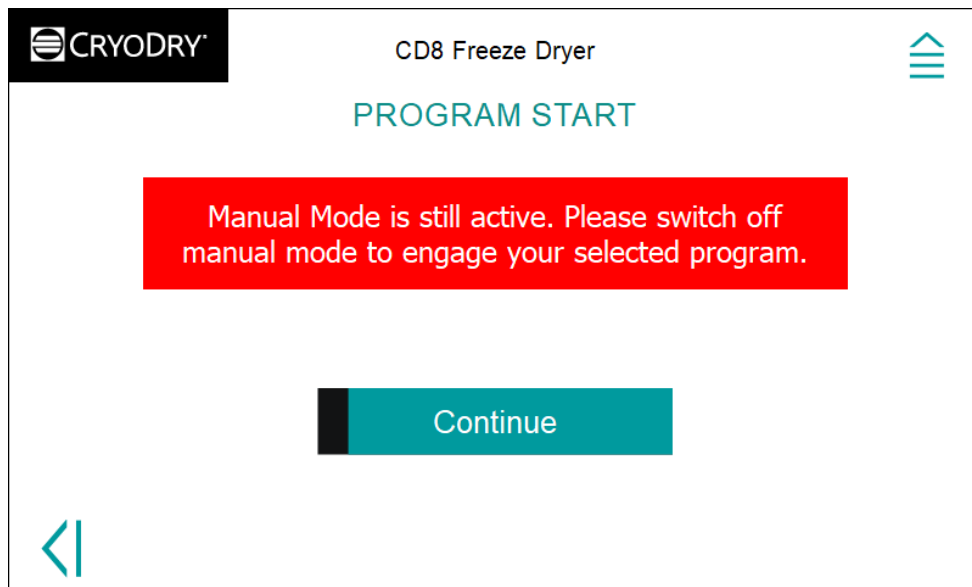 CRYODRY
CD8 Freeze Dryer
PROGRAM START
Manual Mode is still active. Please switch off
manual mode to engage your selected program.
Continue